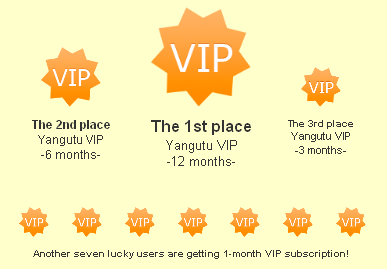 VIP
The 2nd place
Yangutu VIP
-6 months-
VIP
The 1st place
Yangutu VIP
-12 months-
VIP
The 3rd place
Yangutu VIP
-3 months-
VIP VIP VIP VIP VIP VIP VIP
Another seven lucky users are getting 1-month VIP subscription!